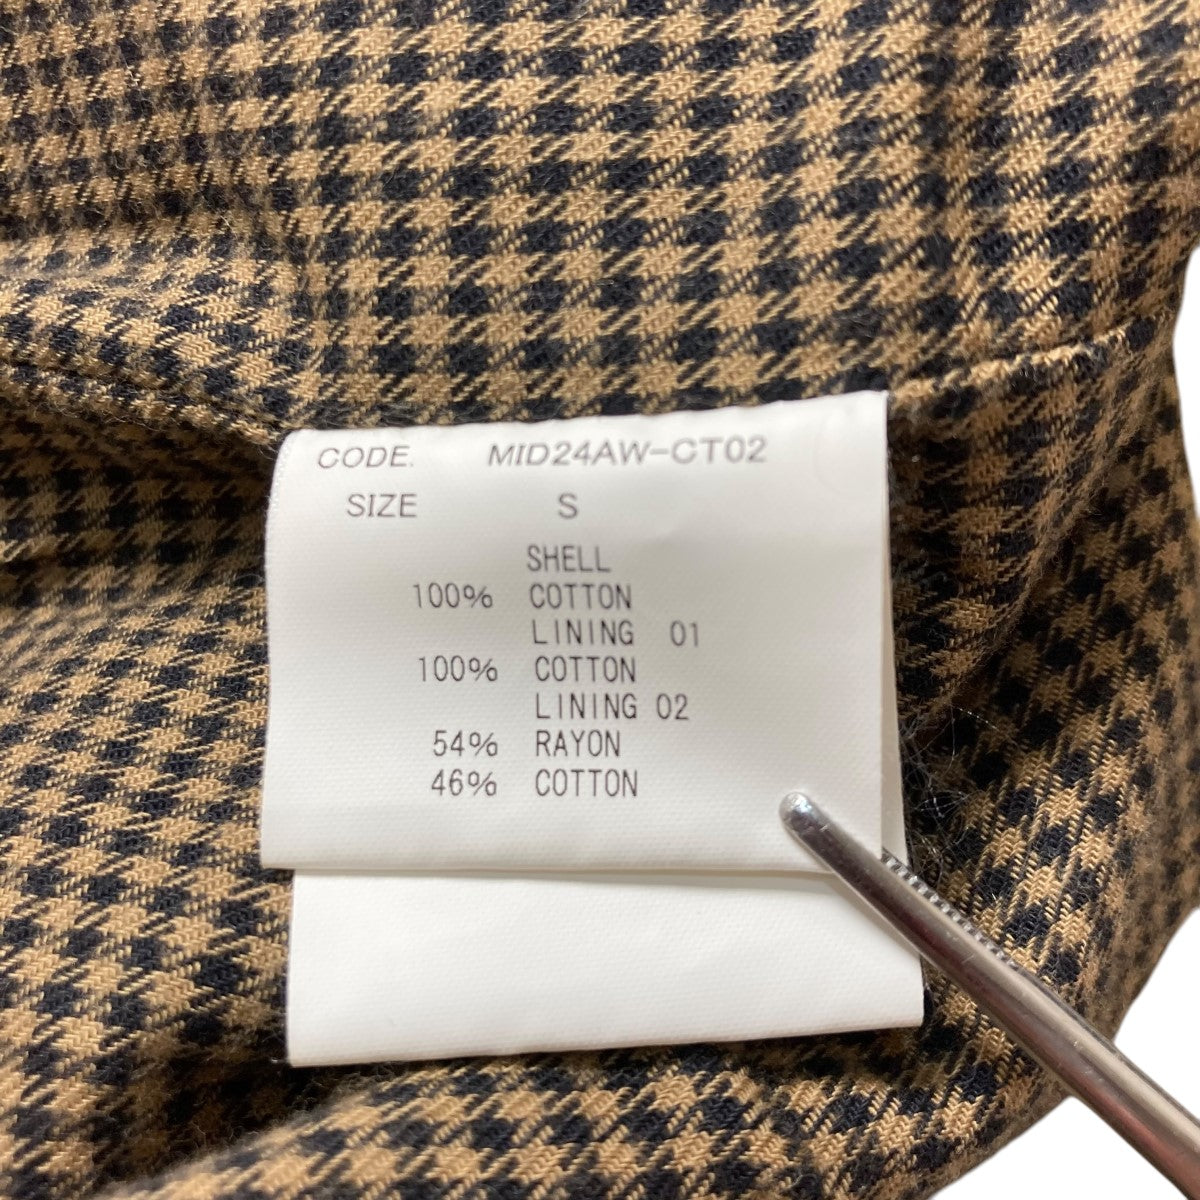 CODE. MID24AW-CT02
SIZE S
SHELL
100% COTTON
LINING 01
100% COTTON
LINING 02
54% RAYON
46% COTTON